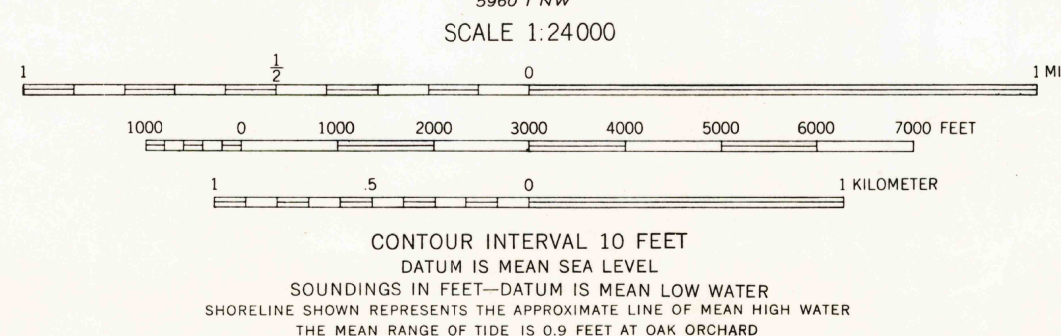 5960 I NW
SCALE 1:24000
1 1/2 0 1 MI
1000 0 1000 2000 3000 4000 5000 6000 7000 FEET
1 .5 0 1 KILOMETER
CONTOUR INTERVAL 10 FEET
DATUM IS MEAN SEA LEVEL
SOUNDINGS IN FEET—DATUM IS MEAN LOW WATER
SHORELINE SHOWN REPRESENTS THE APPROXIMATE LINE OF MEAN HIGH WATER
THE MEAN RANGE OF TIDE IS 0.9 FEET AT OAK ORCHARD